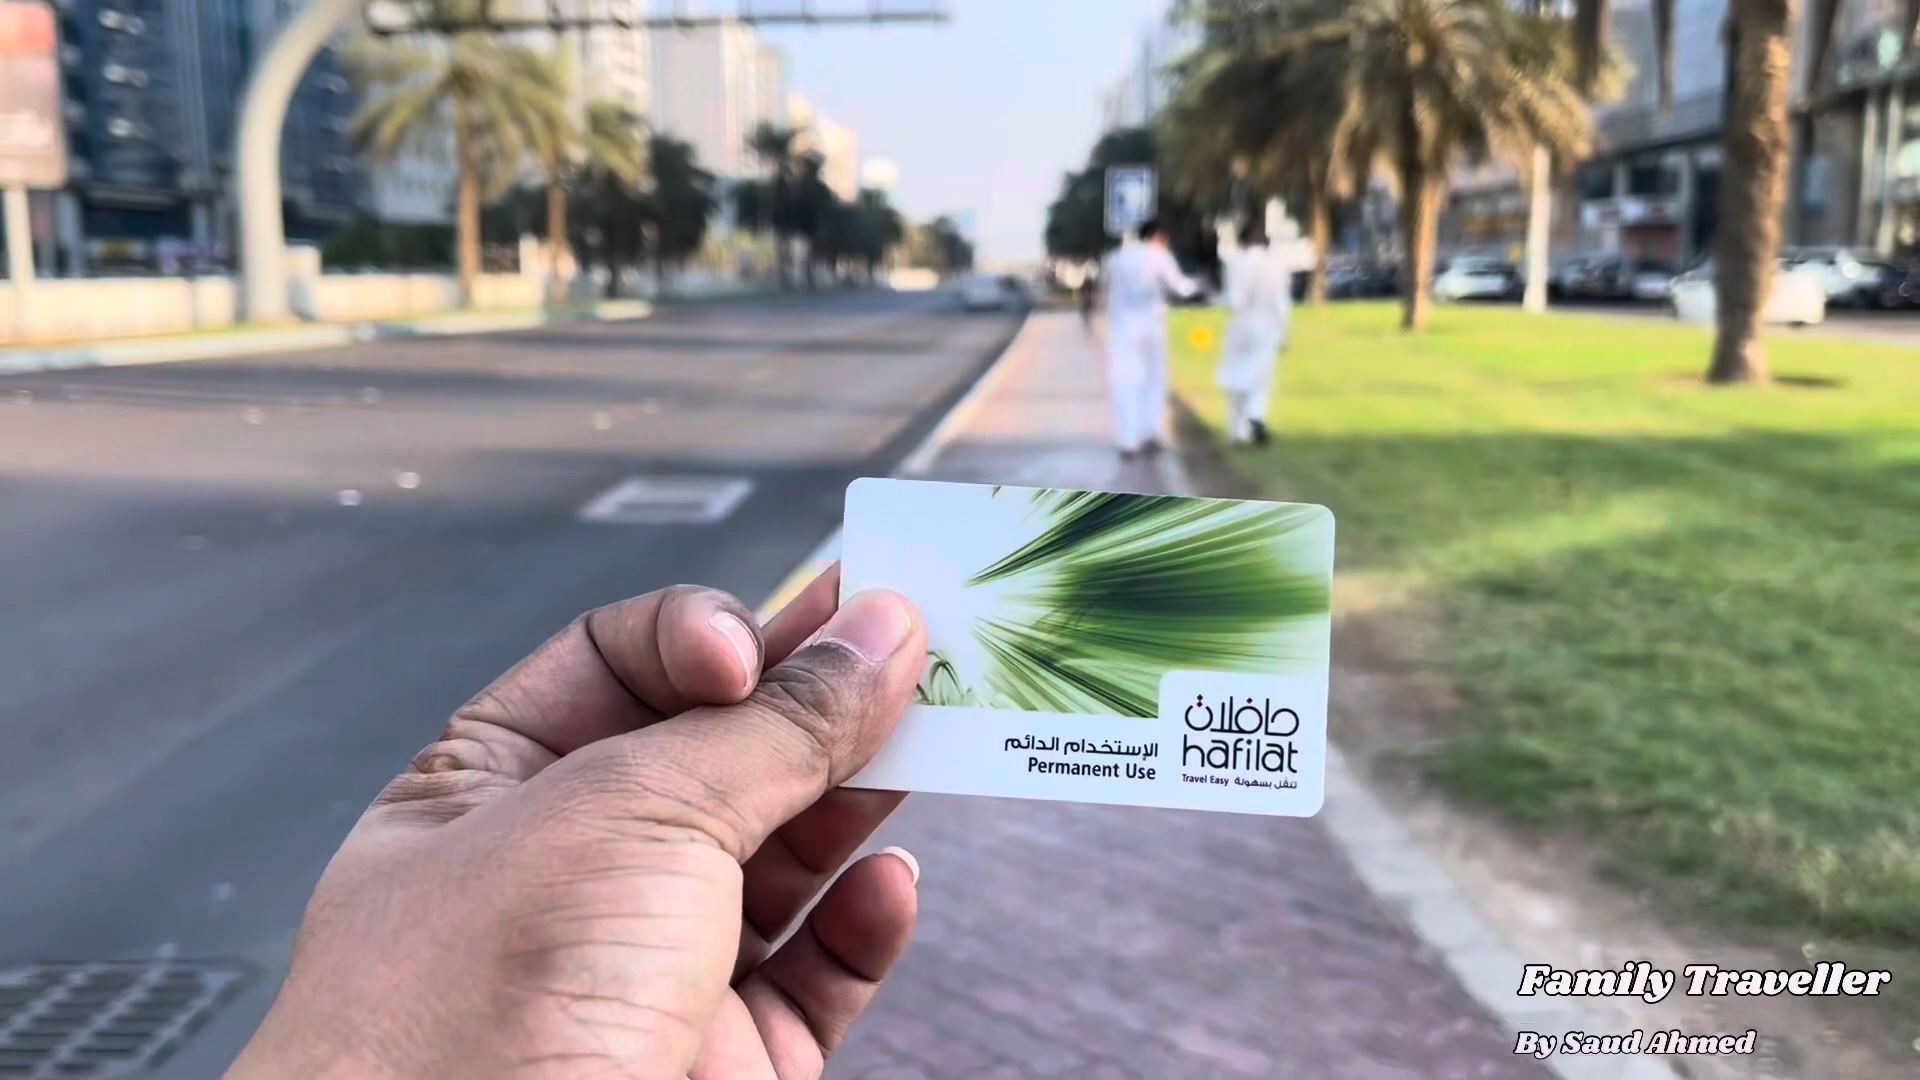 حافلات
hafilat
Travel Easy تنقل بسهولة
الإستخدام الدائم
Permanent Use
Family Traveller
By Saud Ahmed